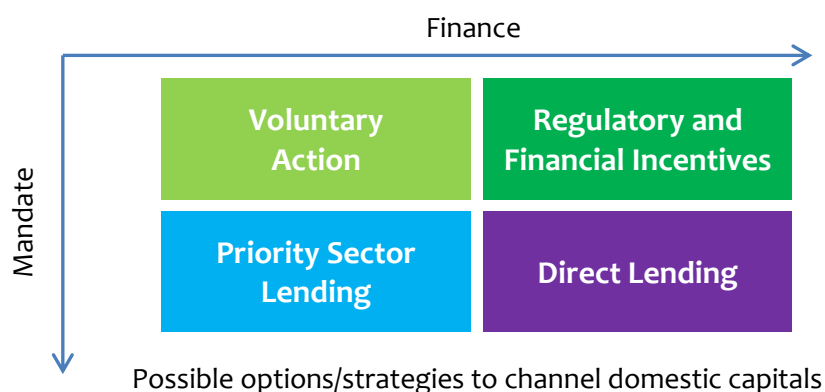 Finance
Mandate
Voluntary
Action
Regulatory and
Financial Incentives
Priority Sector
Lending
Direct Lending
Possible options/strategies to channel domestic capitals